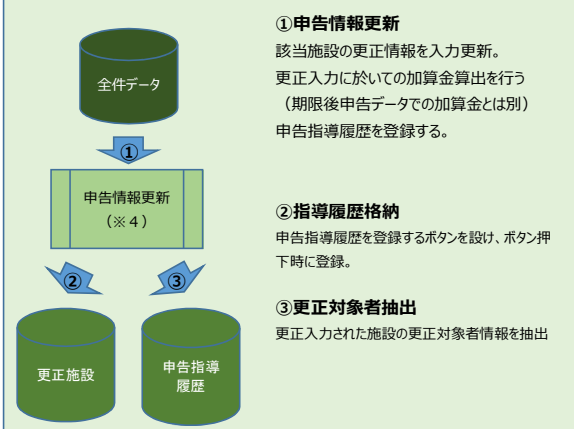 全件データ
①
申告情報更新
（※４）
②
③
更正施設
申告指導
履歴
①申告情報更新
該当施設の更正情報を入力更新。
更正入力に於いての加算金算出を行う
（期限後申告データでの加算金とは別）
申告指導履歴を登録する。
②指導履歴格納
申告指導履歴を登録するボタンを設け、ボタン押
下時に登録。
③更正対象者抽出
更正入力された施設の更正対象者情報を抽出